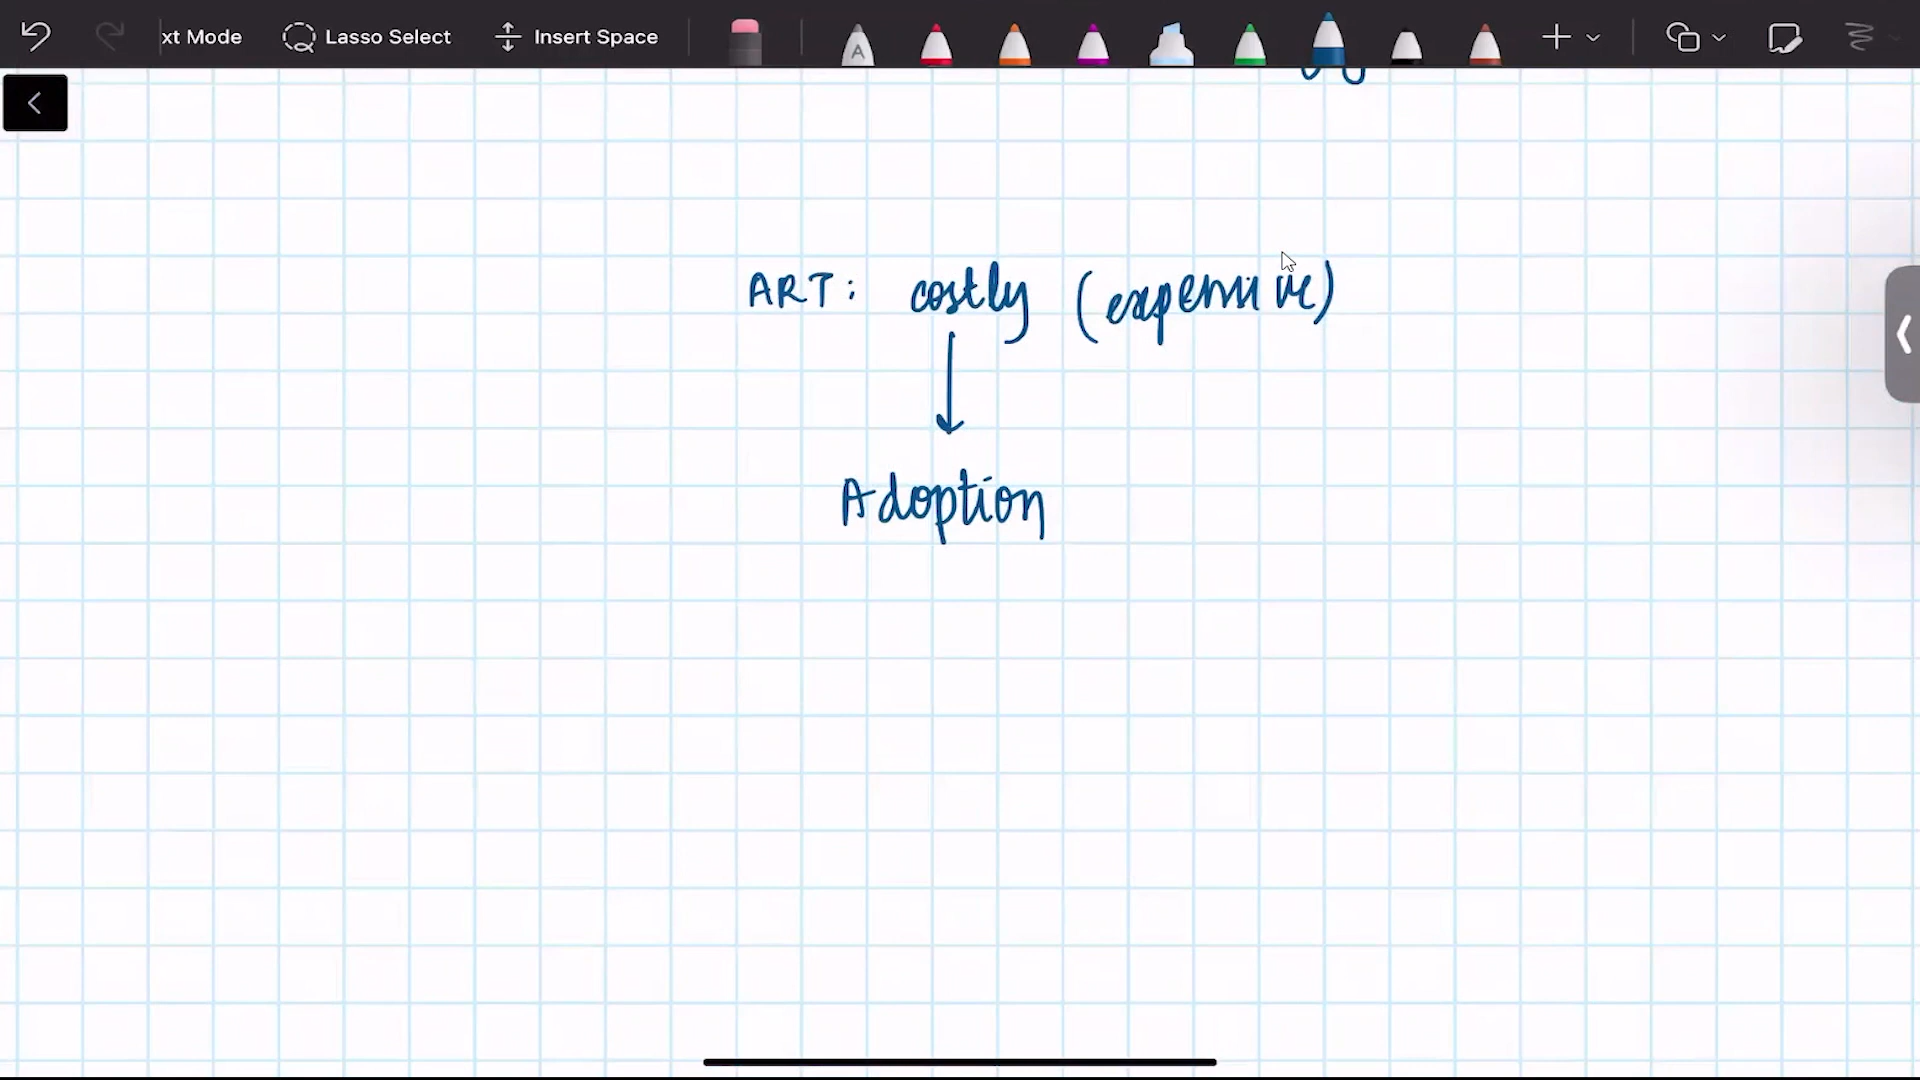 xt Mode Lasso Select Insert Space
ART: costly (expensive)
Adoption